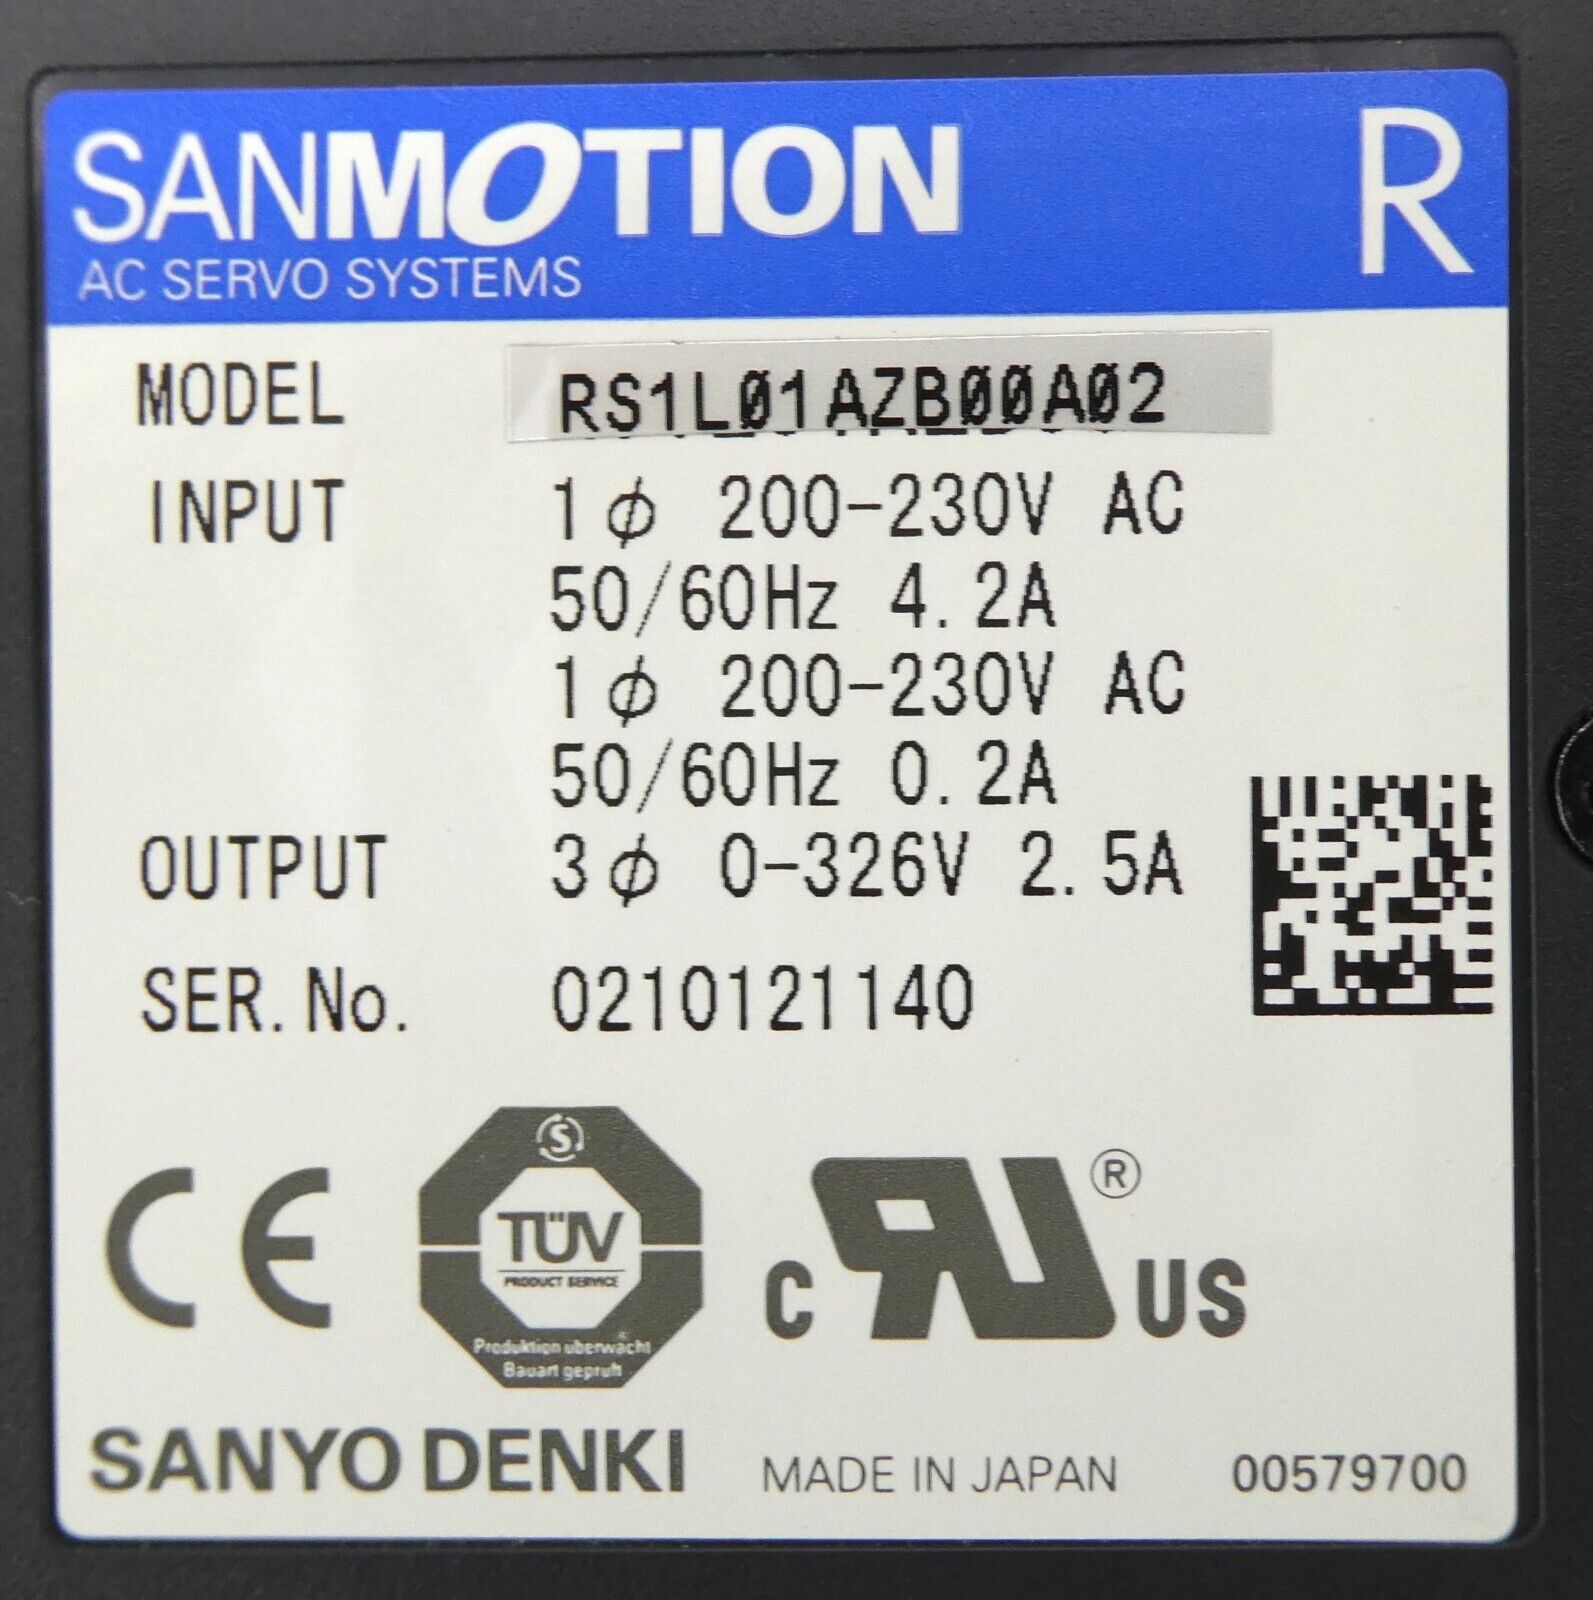 SANMOTION R
AC SERVO SYSTEMS
MODEL RS1L01AZB00A02
INPUT 1φ 200-230V AC
50/60Hz 4.2A
1φ 200-230V AC
50/60Hz 0.2A
OUTPUT 3φ 0-326V 2.5A
SER.No. 0210121140
CE
S
TÜV
PRODUCT SERVICE
Produktion überwacht
Bauart geprüft
c RU ® US
SANYO DENKI MADE IN JAPAN 00579700